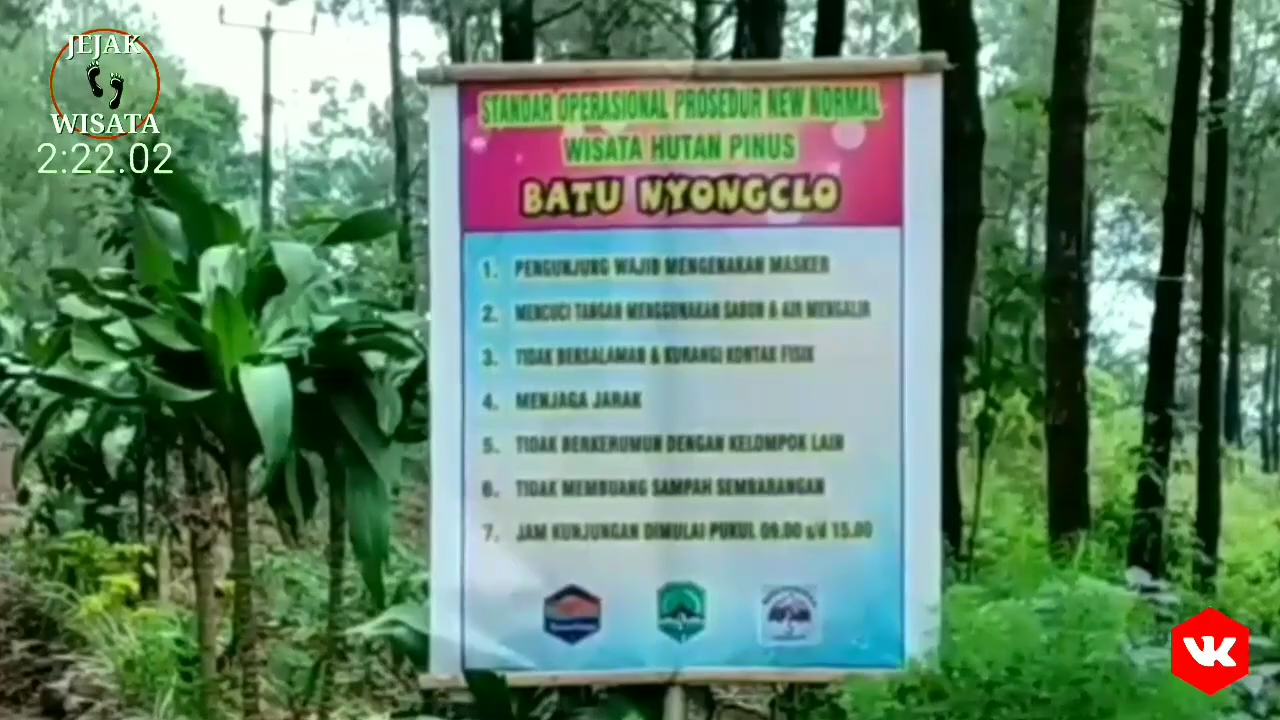 JEJAK
WISATA
2:22.02
STANDAR OPERASIONAL PROSEDUR NEW NORMAL
WISATA HUTAN PINUS
BATU NYONGCLO
1. PENGUNJUNG WAJIB MENGENAKAN MASKER
2. MENCUCI TANGAN MENGGUNAKAN SABUN & AIR MENGALIR
3. TIDAK BERSALAMAN & KURANGI KONTAK FISIK
4. MENJAGA JARAK
5. TIDAK BERKERUMUN DENGAN KELOMPOK LAIN
6. TIDAK MEMBUANG SAMPAH SEMBARANGAN
7. JAM KUNJUNGAN DIMULAI PUKUL 09.00 s/d 15.00
VK